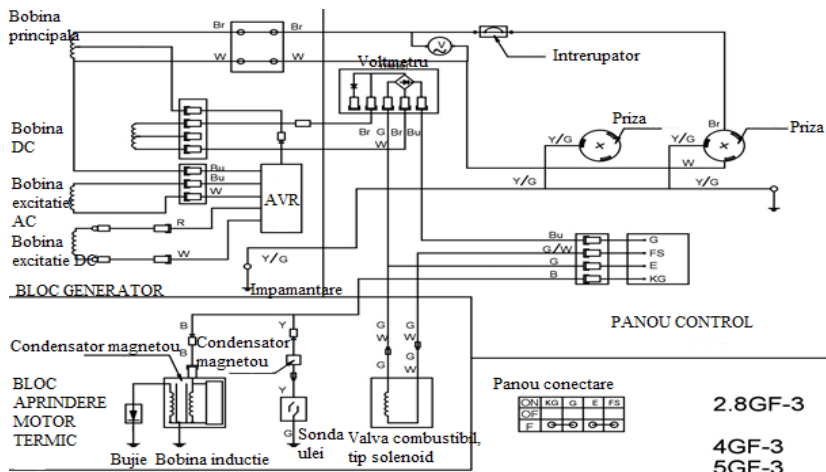 Bobina
principala
Br
Br
W
W
V
Intrerupator
Voltmetru
Br
Priza
Priza
Bobina
DC
Br
G
Br
Bu
W
Y/G
Y/G
W
Y/G
Y/G
Bu
Bu
W
AVR
Bobina
excitatie
AC
R
Bobina
excitatie DC
W
Y/G
Bu
G/W
G
B
G
FS
E
KG
BLOC GENERATOR
Impamantare
PANOU CONTROL
B
Y
Condensator magnetou
Condensator
magnetou
B
G
G
W
G
G
W
Y
BLOC
APRINDERE
MOTOR
TERMIC
G
Sonda
ulei
Bujie
Bobina inductie
Valva combustibil,
tip solenoid
Panou conectare
ON KG G E FS
OF
F
2.8GF-3
4GF-3
5GF-3